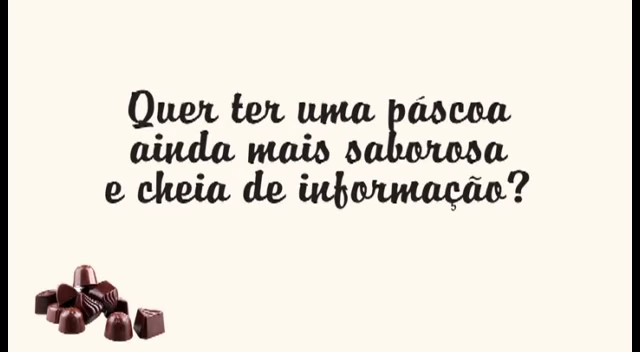 Quer ter uma páscoa
ainda mais saborosa
e cheia de informação?